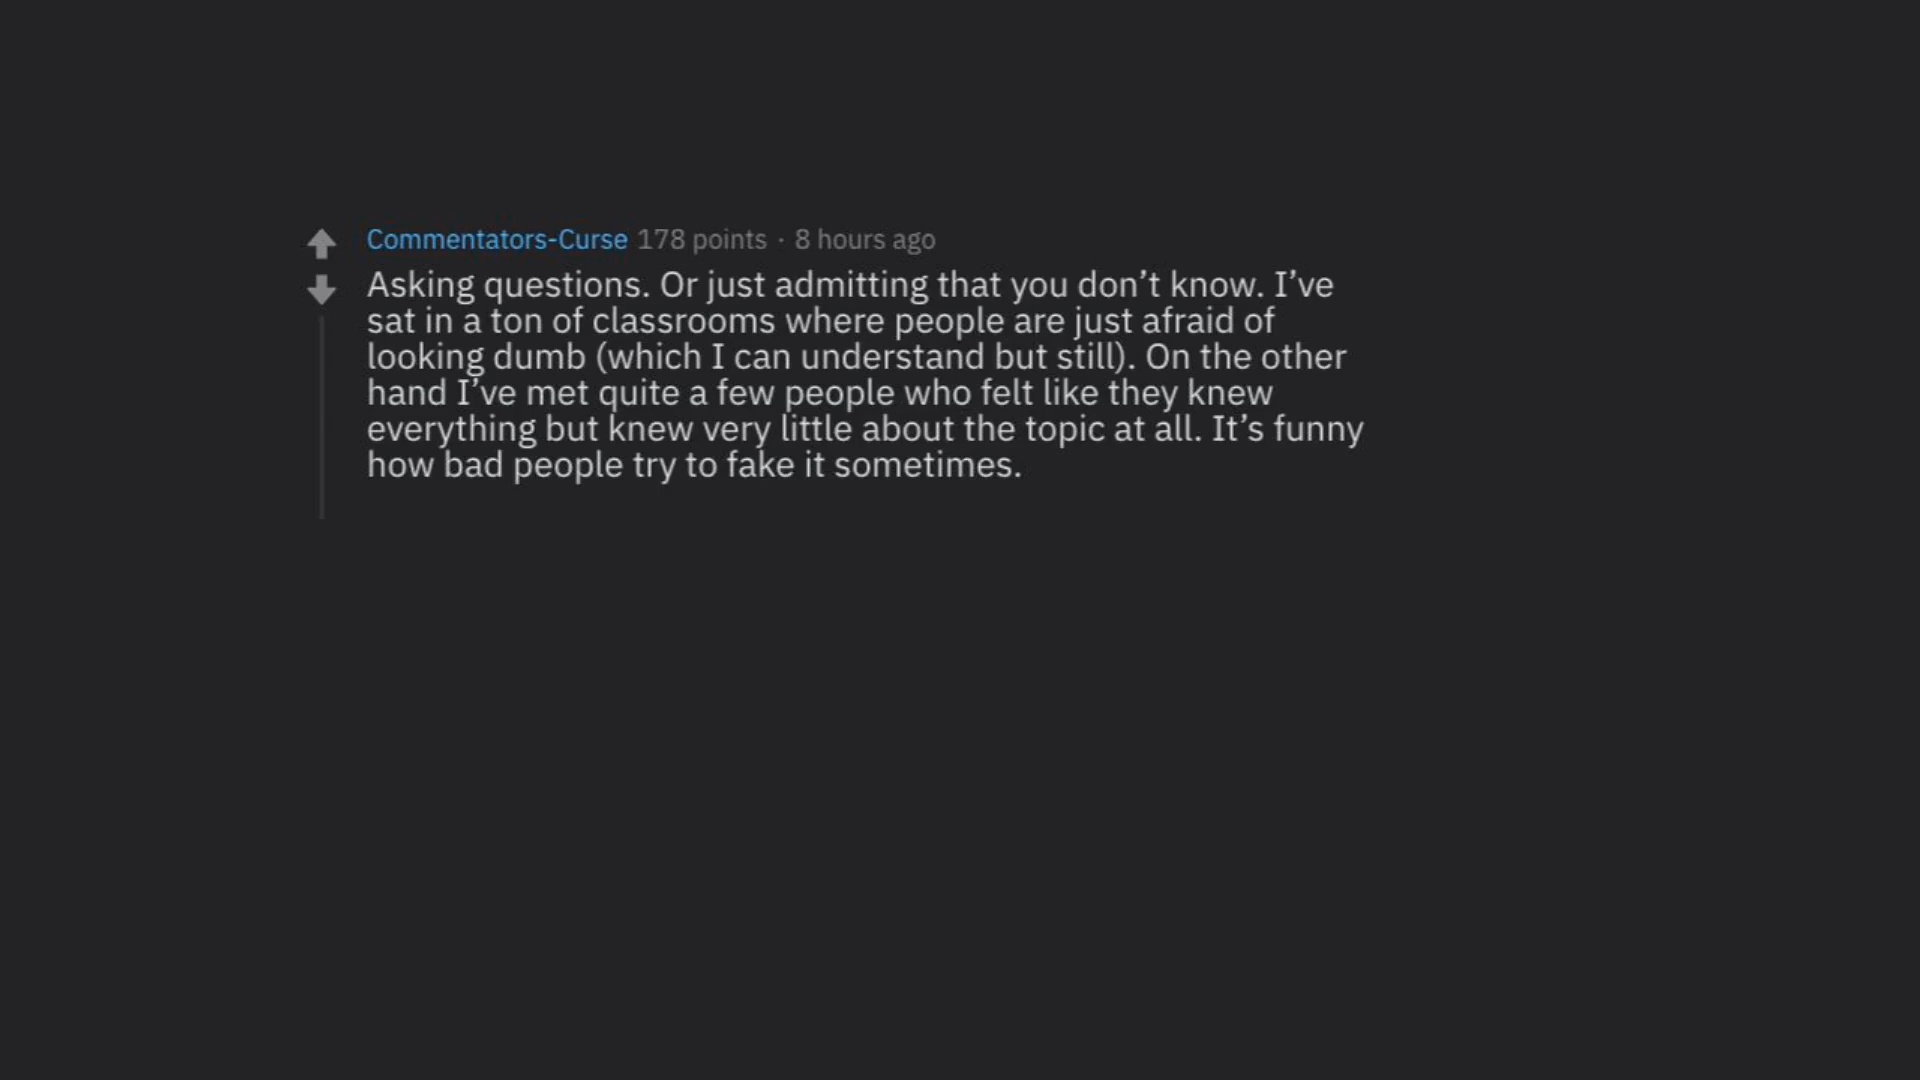 Commentators-Curse 178 points · 8 hours ago
Asking questions. Or just admitting that you don’t know. I’ve
sat in a ton of classrooms where people are just afraid of
looking dumb (which I can understand but still). On the other
hand I’ve met quite a few people who felt like they knew
everything but knew very little about the topic at all. It’s funny
how bad people try to fake it sometimes.